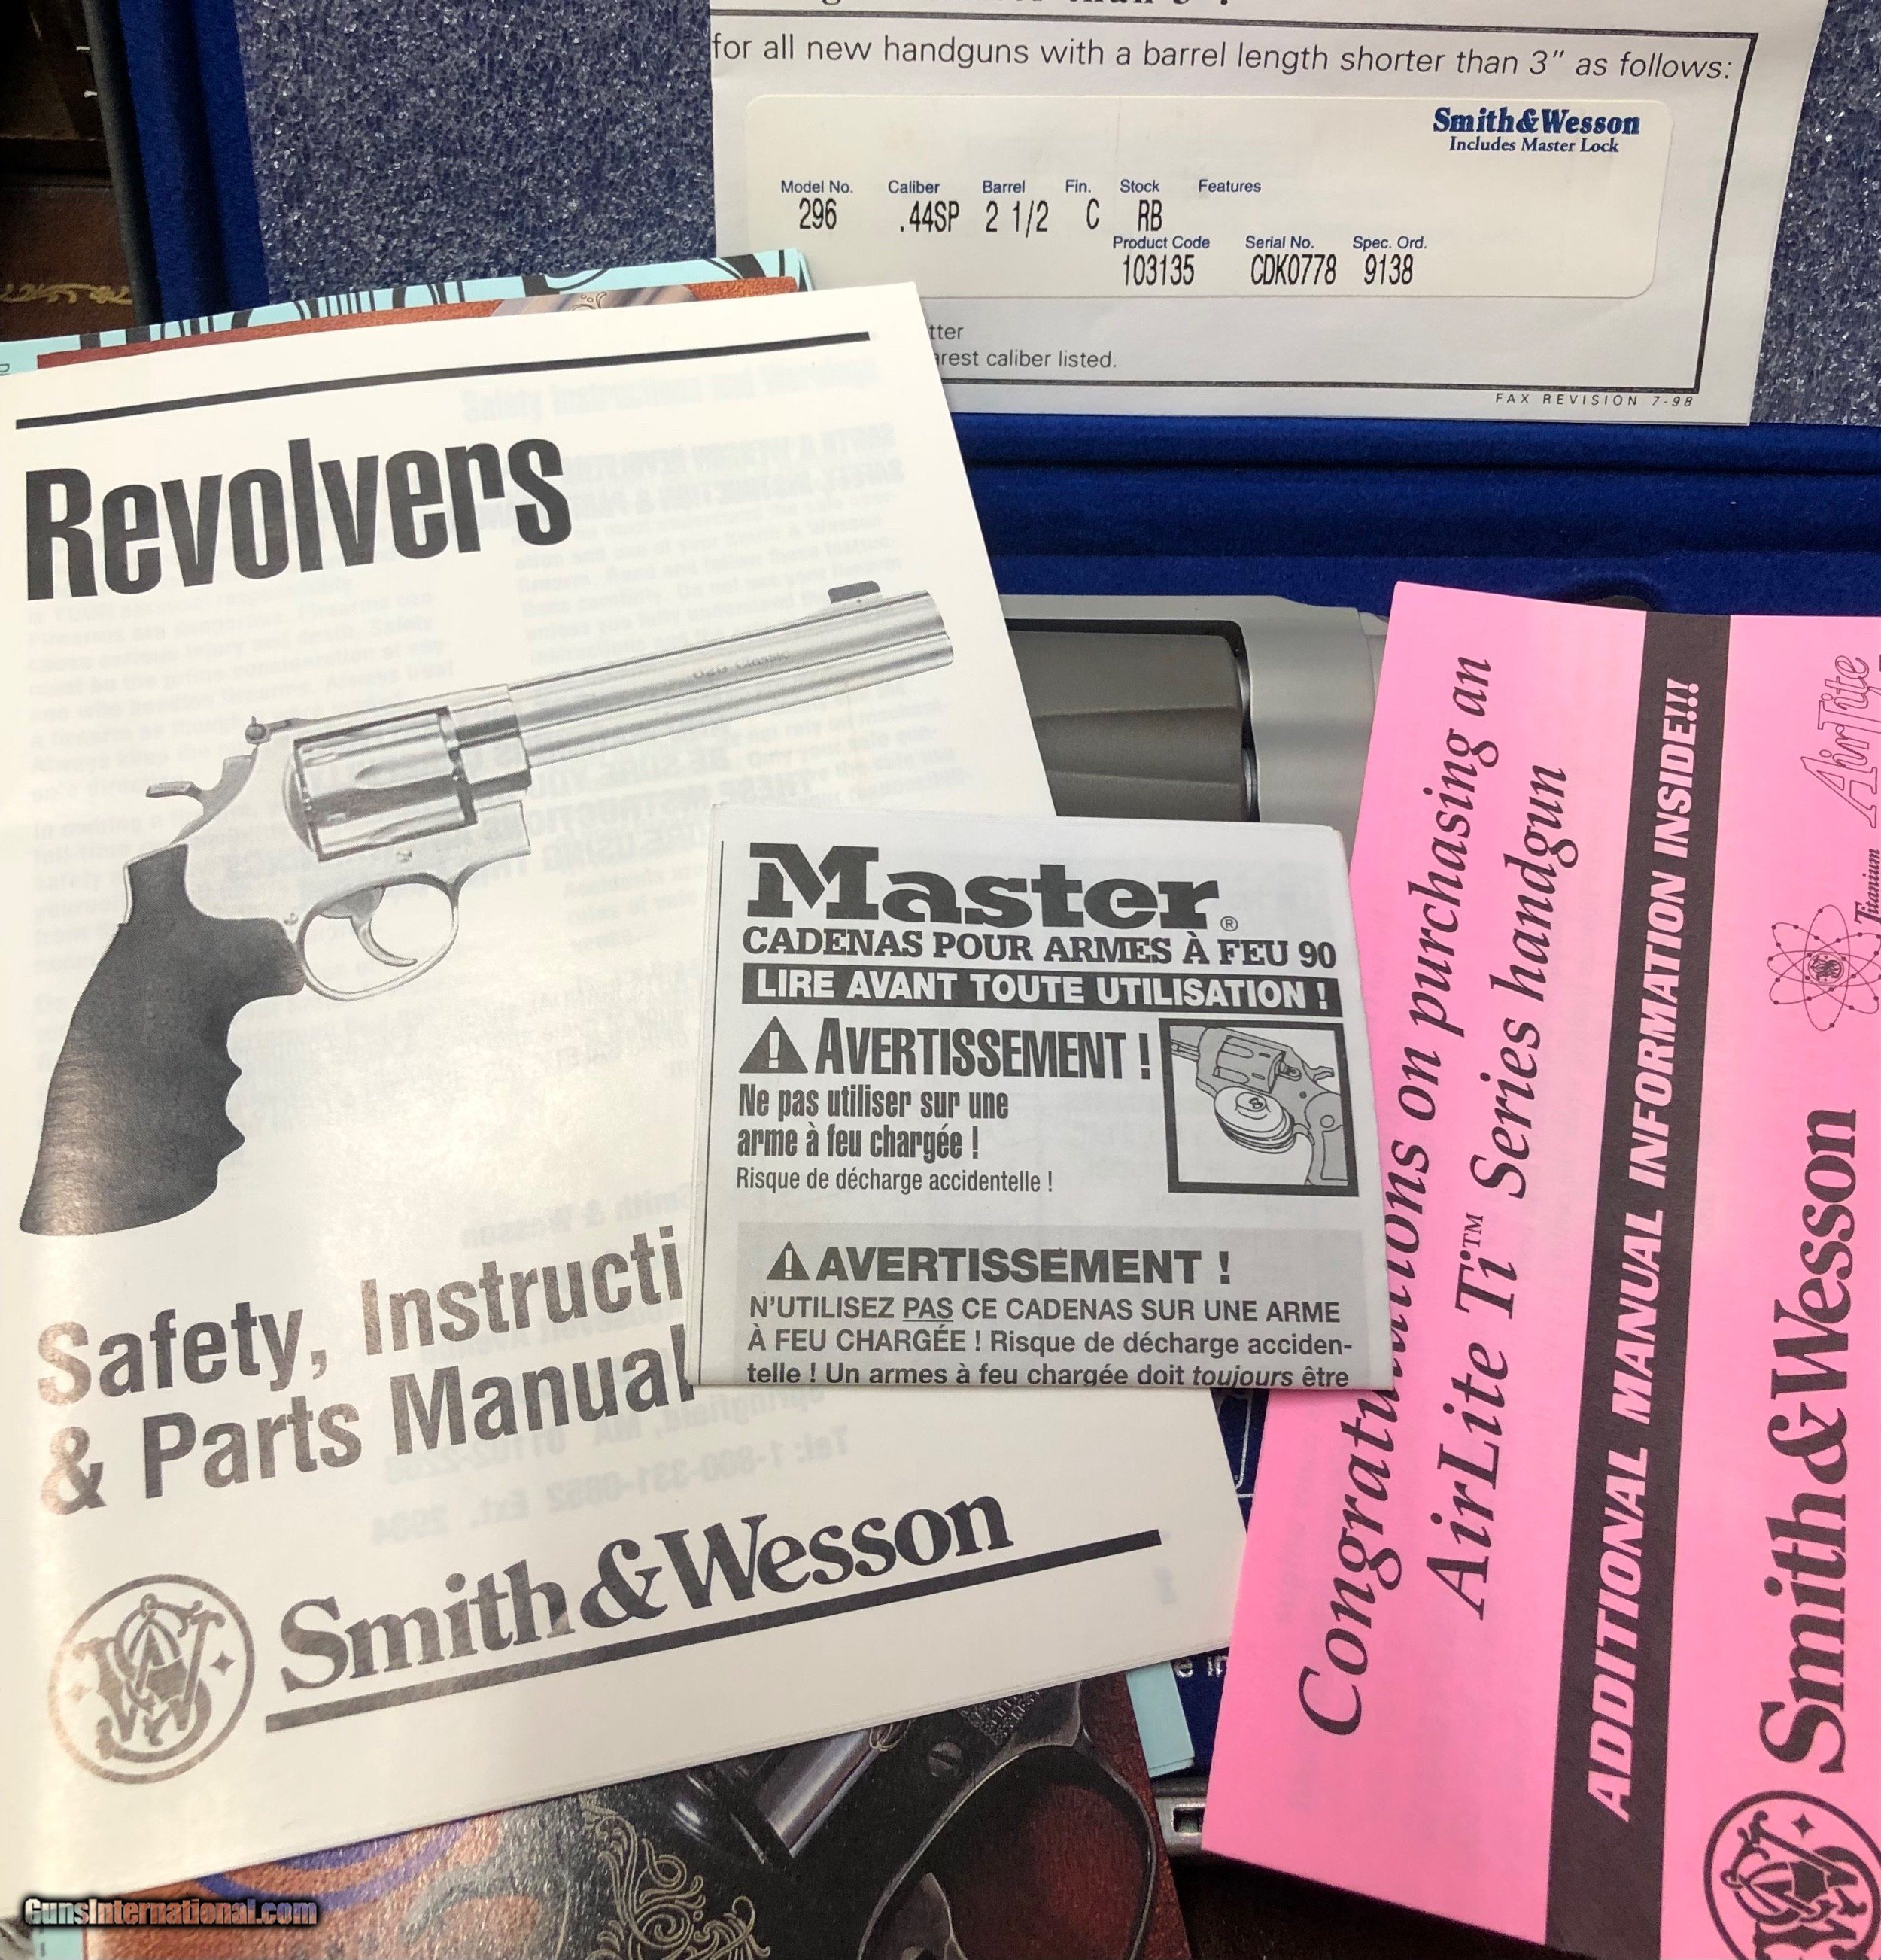 for all new handguns with a barrel length shorter than 3" as follows:
Smith&Wesson
Includes Master Lock
Model No. Caliber Barrel Fin. Stock Features
296 .44SP 2 1/2 C RB
Product Code Serial No. Spec. Ord.
103135 CDK0778 9138
tter
arest caliber listed.
FAX REVISION 7-98
Revolvers
629 Classic
Safety, Instructi
& Parts Manual
Smith&Wesson
Master®
CADENAS POUR ARMES À FEU 90
LIRE AVANT TOUTE UTILISATION !
AVERTISSEMENT !
Ne pas utiliser sur une
arme à feu chargée !
Risque de décharge accidentelle !
AVERTISSEMENT !
N'UTILISEZ PAS CE CADENAS SUR UNE ARME
À FEU CHARGÉE ! Risque de décharge acciden-
telle ! Un armes à feu chargée doit toujours être
Congratulations on purchasing an
AirLite Ti™ Series handgun
ADDITIONAL MANUAL INFORMATION INSIDE!!!
AirLite
Titanium
Smith&Wesson
GunsInternational.com